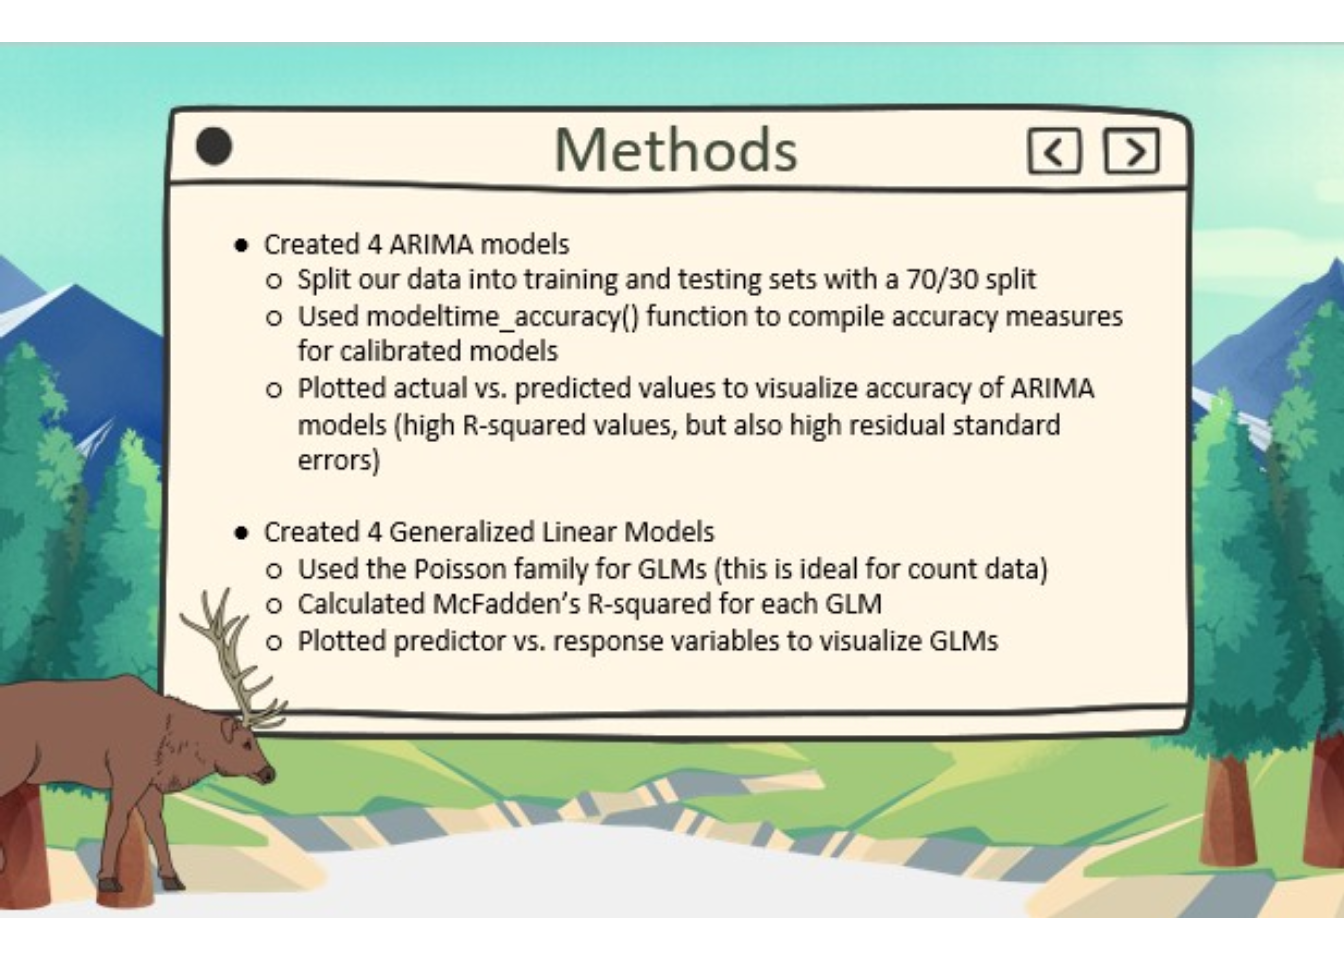 Methods
● Created 4 ARIMA models
○ Split our data into training and testing sets with a 70/30 split
○ Used modeltime_accuracy() function to compile accuracy measures
for calibrated models
○ Plotted actual vs. predicted values to visualize accuracy of ARIMA
models (high R-squared values, but also high residual standard
errors)
● Created 4 Generalized Linear Models
○ Used the Poisson family for GLMs (this is ideal for count data)
○ Calculated McFadden’s R-squared for each GLM
○ Plotted predictor vs. response variables to visualize GLMs